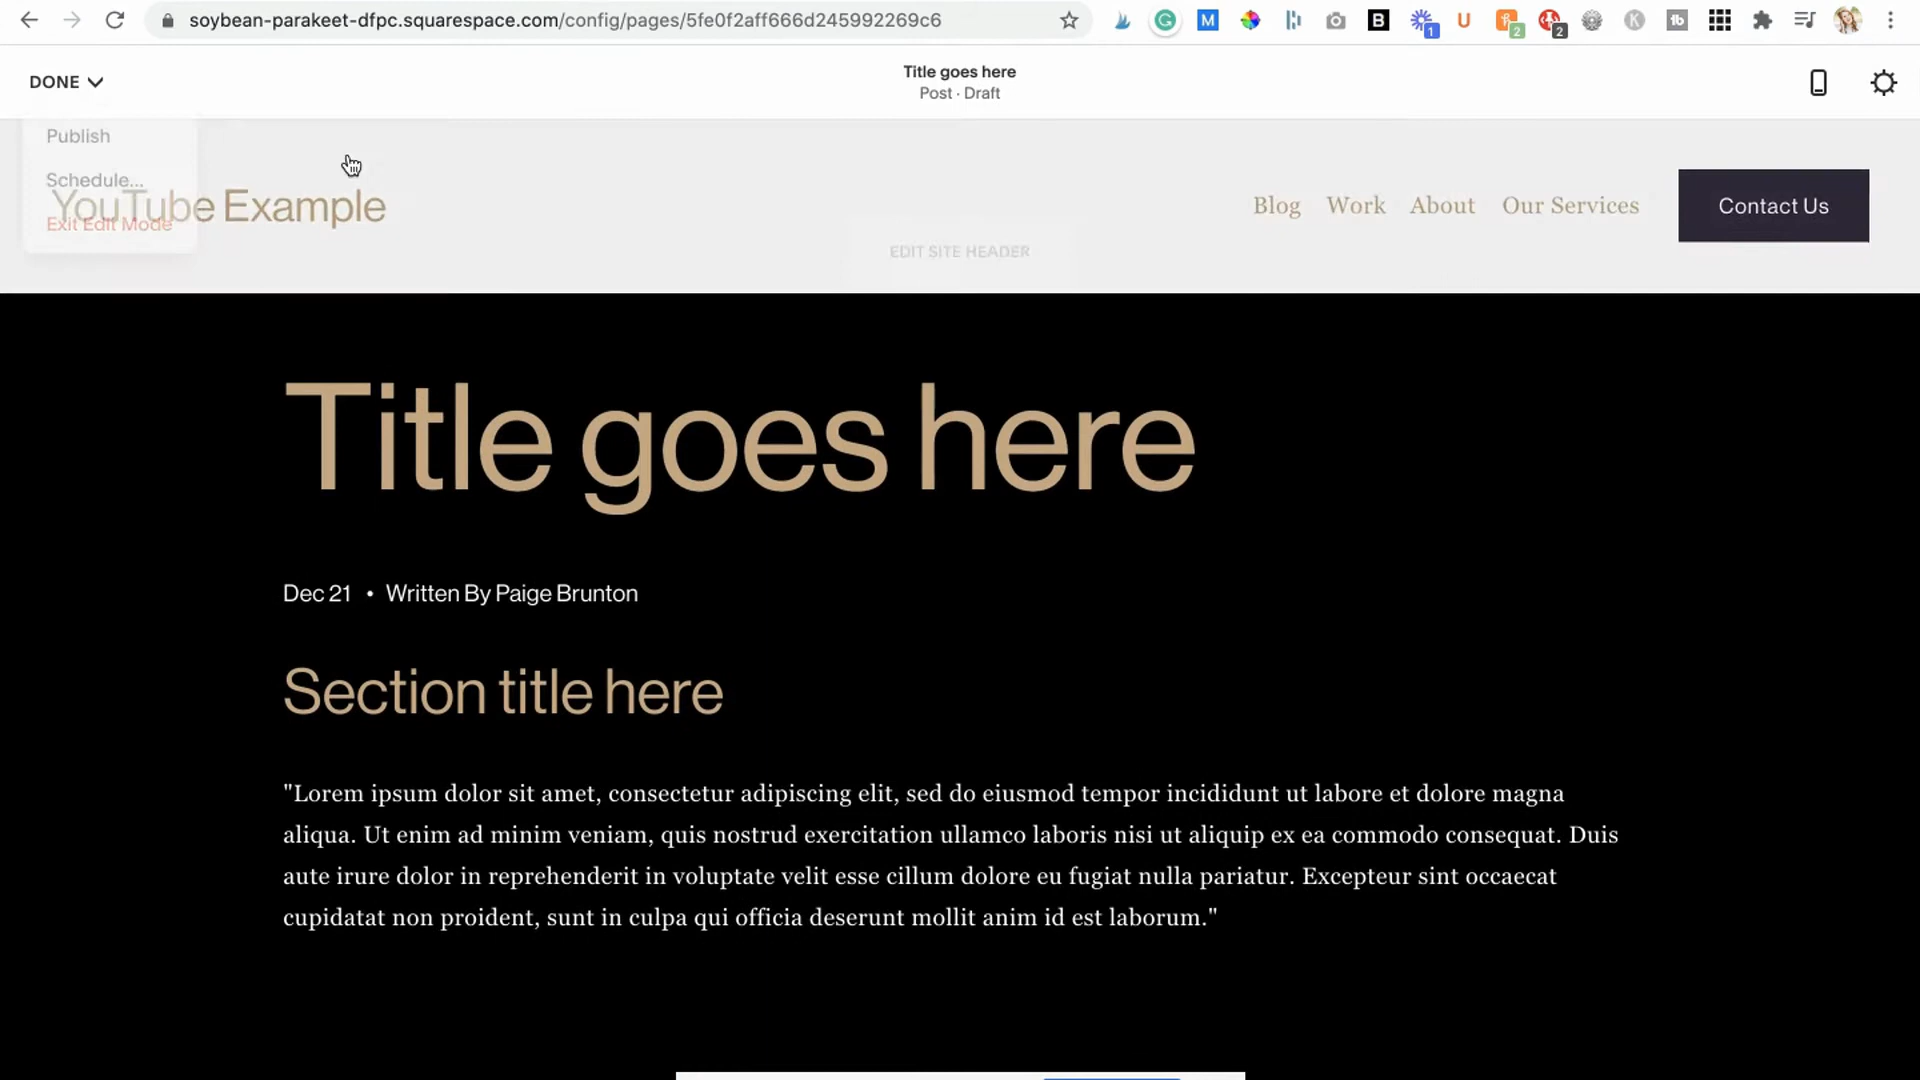 soybean-parakeet-dfpc.squarespace.com/config/pages/5fe0f2aff666d245992269c6
M
B
1
U
2
2
K
tb
DONE
Title goes here
Post · Draft
Publish
Schedule...
Exit Edit Mode
YouTube Example
Blog Work About Our Services
Contact Us
EDIT SITE HEADER
Title goes here
Dec 21 • Written By Paige Brunton
Section title here
"Lorem ipsum dolor sit amet, consectetur adipiscing elit, sed do eiusmod tempor incididunt ut labore et dolore magna
aliqua. Ut enim ad minim veniam, quis nostrud exercitation ullamco laboris nisi ut aliquip ex ea commodo consequat. Duis
aute irure dolor in reprehenderit in voluptate velit esse cillum dolore eu fugiat nulla pariatur. Excepteur sint occaecat
cupidatat non proident, sunt in culpa qui officia deserunt mollit anim id est laborum."